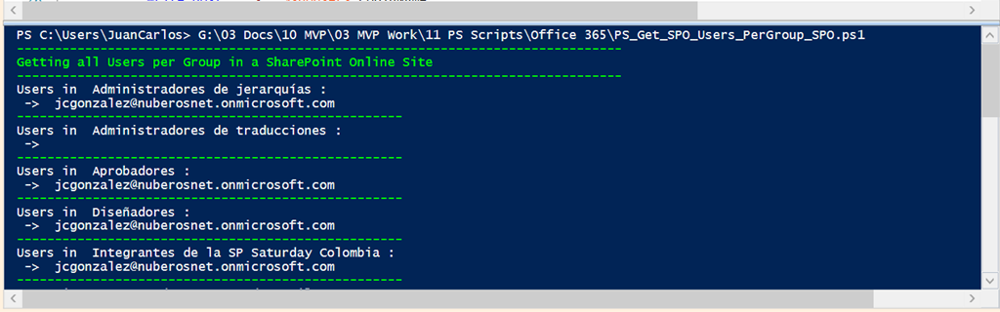 PS C:\Users\JuanCarlos> G:\03 Docs\10 MVP\03 MVP Work\11 PS Scripts\Office 365\PS_Get_SPO_Users_PerGroup_SPO.ps1
-------------------------------------------------------------------------------
Getting all Users per Group in a SharePoint Online Site
-------------------------------------------------------------------------------
Users in  Administradores de jerarquías :
 ->  jcgonzalez@nuberosnet.onmicrosoft.com
--------------------------------------------------
Users in  Administradores de traducciones :
 ->
--------------------------------------------------
Users in  Aprobadores :
 ->  jcgonzalez@nuberosnet.onmicrosoft.com
--------------------------------------------------
Users in  Diseñadores :
 ->  jcgonzalez@nuberosnet.onmicrosoft.com
--------------------------------------------------
Users in  Integrantes de la SP Saturday Colombia :
 ->  jcgonzalez@nuberosnet.onmicrosoft.com
--------------------------------------------------